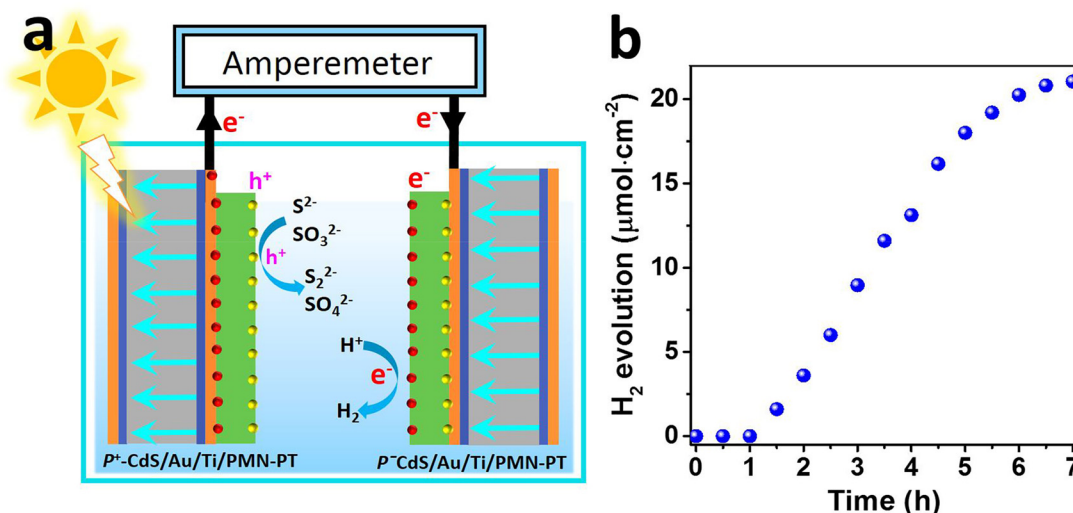 a
Amperemeter
e⁻
e⁻
h⁺
S²⁻
SO₃²⁻
h⁺
S₂²⁻
SO₄²⁻
e⁻
H⁺
e⁻
H₂
P⁺-CdS/Au/Ti/PMN-PT
P⁻CdS/Au/Ti/PMN-PT
b
H₂ evolution (μmol·cm⁻²)
20
15
10
5
0
0 1 2 3 4 5 6 7
Time (h)